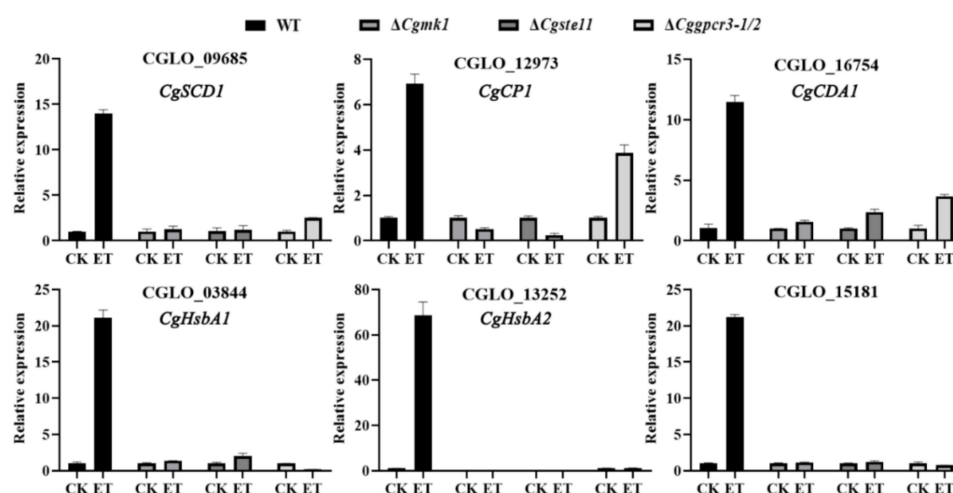 WT ΔCgmk1 ΔCgste11 ΔCggpcr3-1/2
CGLO_09685
CgSCD1
Relative expression
20
15
10
5
0
CK ET CK ET CK ET CK ET
CGLO_12973
CgCP1
Relative expression
8
6
4
2
0
CK ET CK ET CK ET CK ET
CGLO_16754
CgCDA1
Relative expression
15
10
5
0
CK ET CK ET CK ET CK ET
CGLO_03844
CgHsbA1
Relative expression
25
20
15
10
5
0
CK ET CK ET CK ET CK ET
CGLO_13252
CgHsbA2
Relative expression
80
60
40
20
0
CK ET CK ET CK ET CK ET
CGLO_15181
Relative expression
25
20
15
10
5
0
CK ET CK ET CK ET CK ET